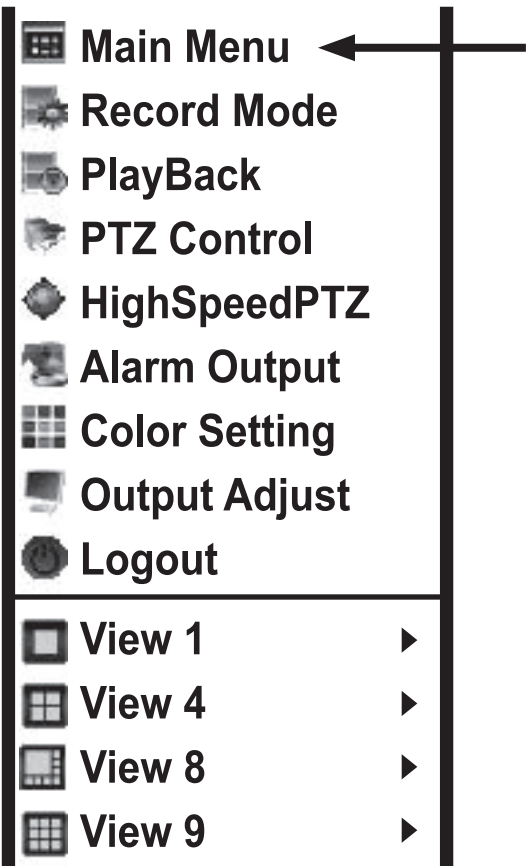 Main Menu
Record Mode
PlayBack
PTZ Control
HighSpeedPTZ
Alarm Output
Color Setting
Output Adjust
Logout
View 1
View 4
View 8
View 9